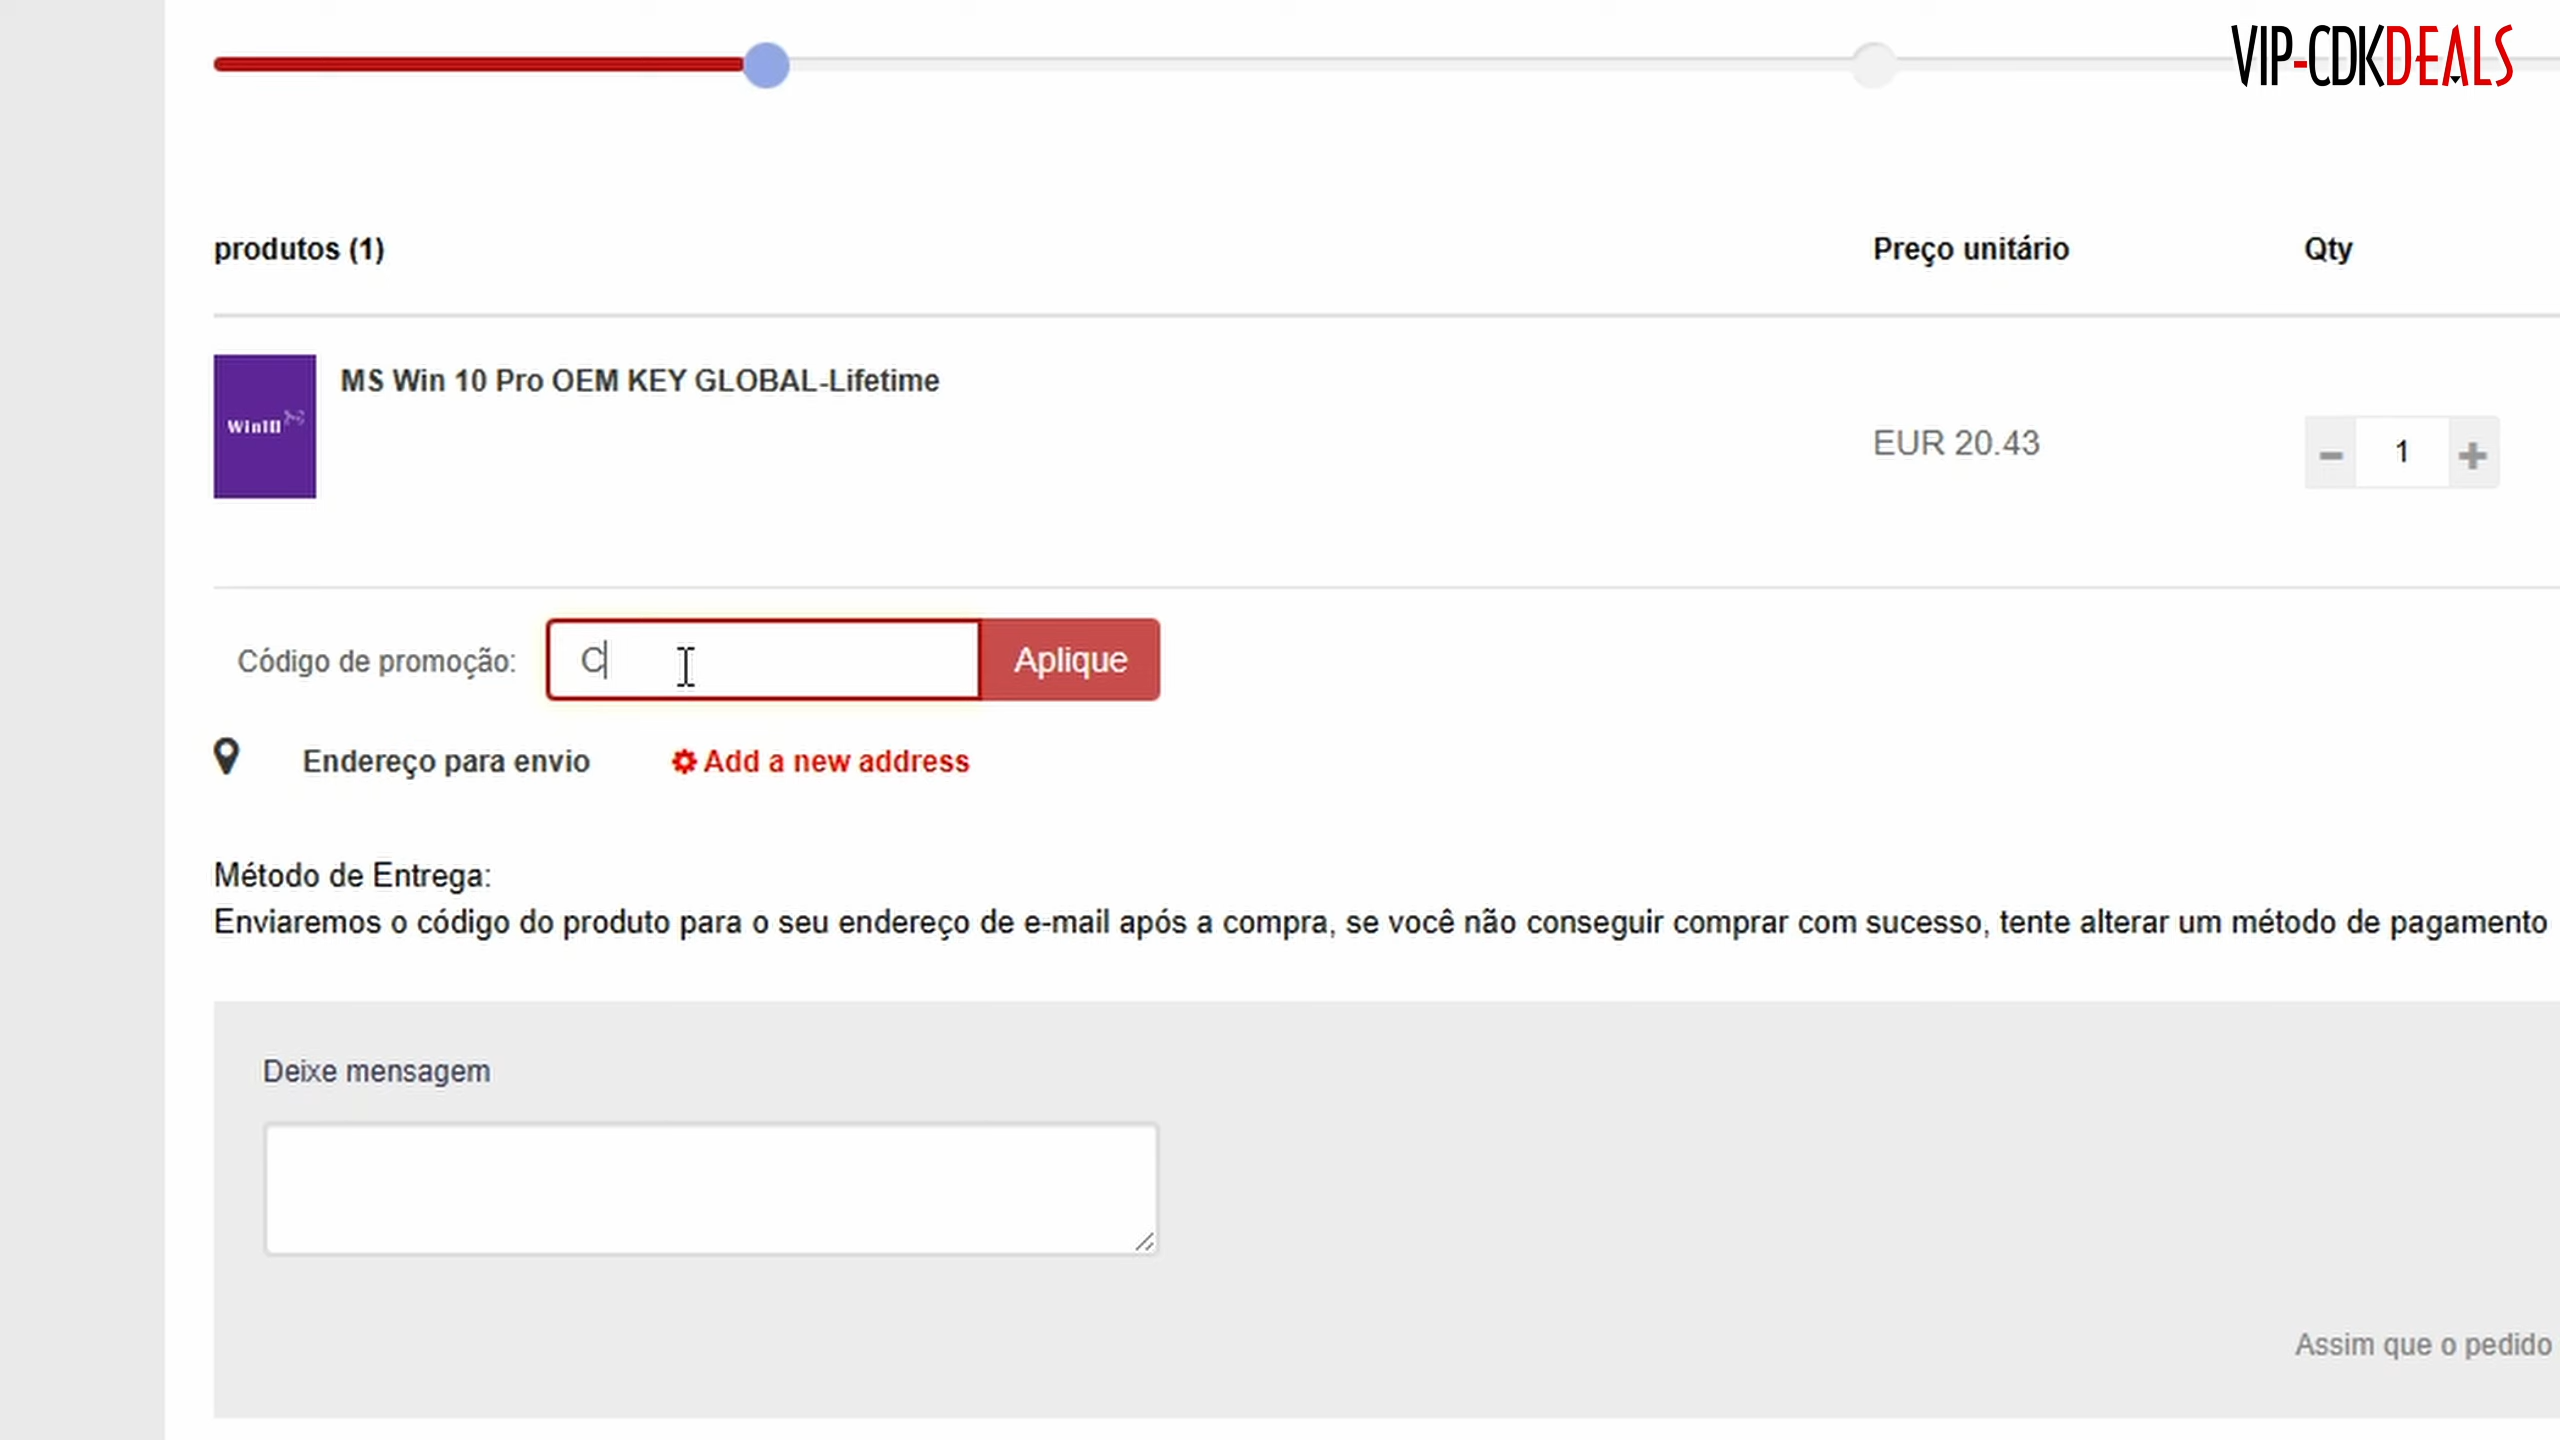 VIP-CDKDEALS
produtos (1)
Preço unitário
Qty
MS Win 10 Pro OEM KEY GLOBAL-Lifetime
Win10
EUR 20.43
1
Código de promoção:
C
Aplique
Endereço para envio
Add a new address
Método de Entrega:
Enviaremos o código do produto para o seu endereço de e-mail após a compra, se você não conseguir comprar com sucesso, tente alterar um método de pagamento
Deixe mensagem
Assim que o pedido